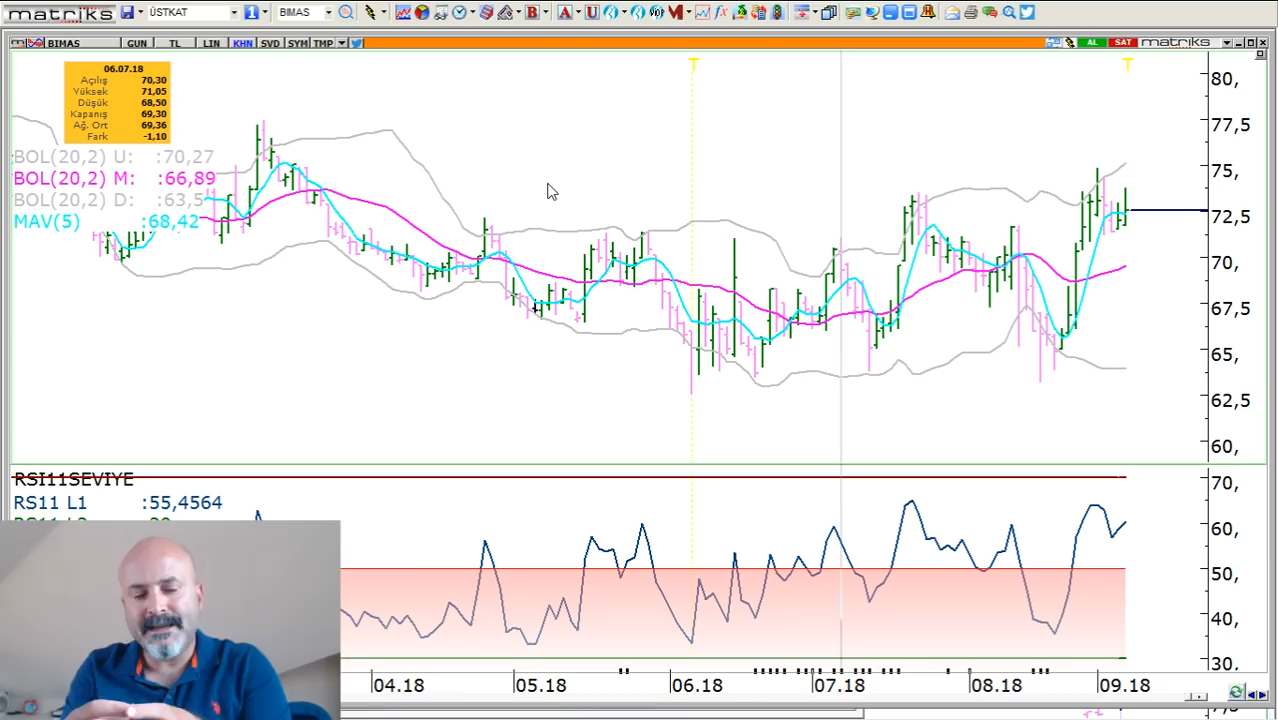 matriks
ÜSTKAT
1
BIMAS
B
A
U
M
fx
BIMAS
GUN
TL
LIN
KHN
SVD
SYM
TMP
AL
SAT
matriks
06.07.18
Açılış 70,30
Yüksek 71,05
Düşük 68,50
Kapanış 69,30
Ağ. Ort 69,36
Fark -1,10
BOL(20,2) U: :70,27
BOL(20,2) M: :66,89
BOL(20,2) D: :63,5
MAV(5) :68,42
T
T
80,
77,5
75,
72,5
70,
67,5
65,
62,5
60,
RSI11SEVIYE
RS11 L1 :55,4564
70,
60,
50,
40,
30,
04.18
05.18
06.18
07.18
08.18
09.18